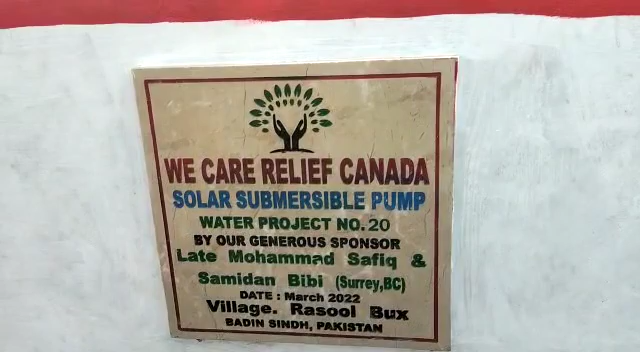 WE CARE RELIEF CANADA
SOLAR SUBMERSIBLE PUMP
WATER PROJECT NO. 20
BY OUR GENEROUS SPONSOR
Late Mohammad Safiq &
Samidan Bibi (Surrey,BC)
DATE : March 2022
Village. Rasool Bux
BADIN SINDH, PAKISTAN